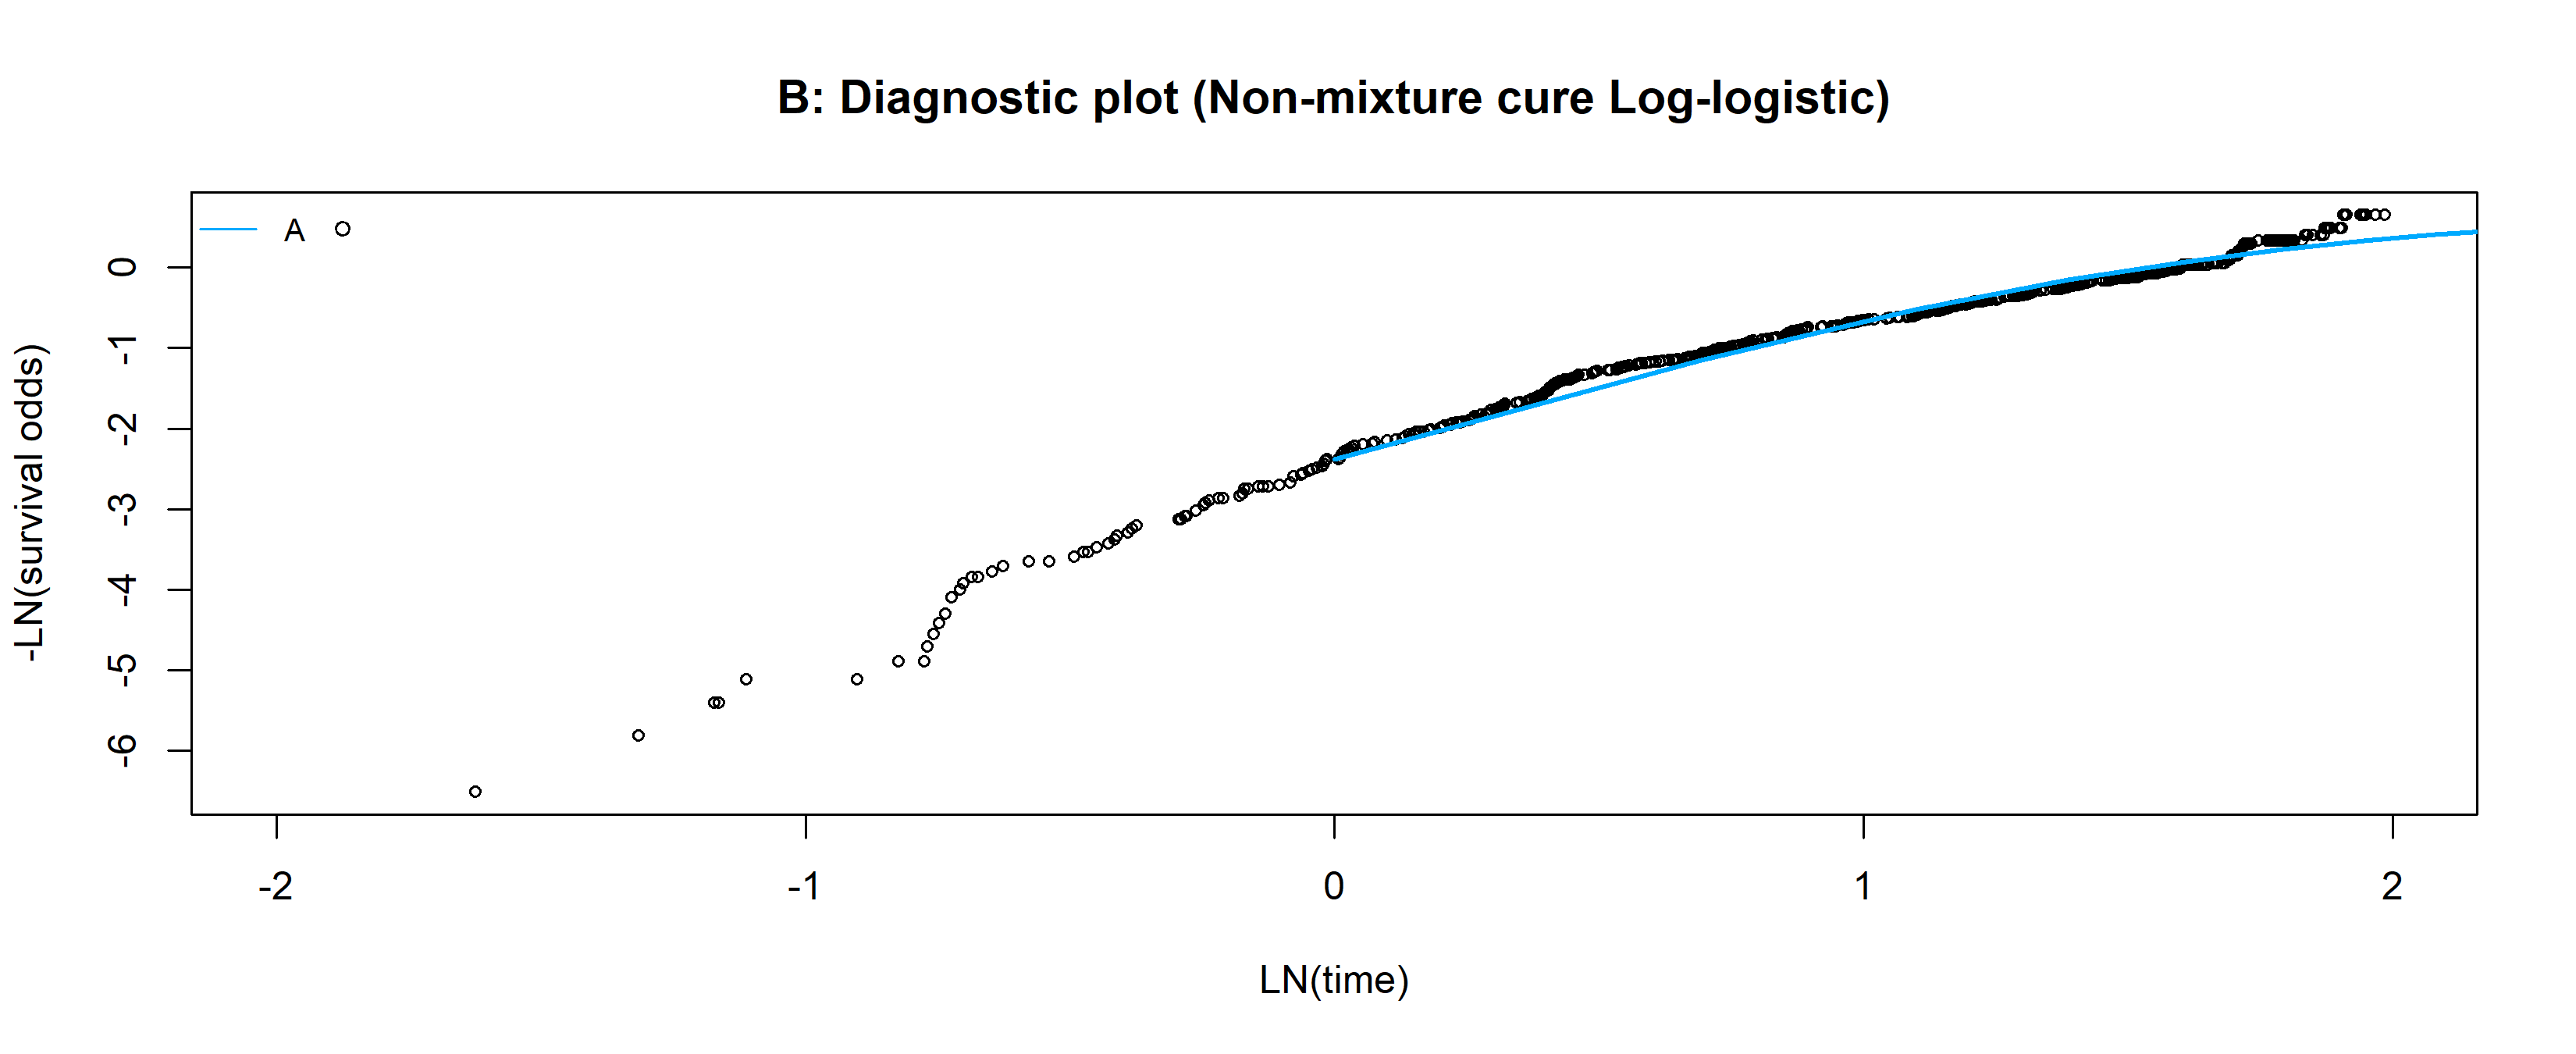 B: Diagnostic plot (Non-mixture cure Log-logistic)
A
0
-1
-2
-3
-4
-5
-6
-LN(survival odds)
-2 -1 0 1 2
LN(time)